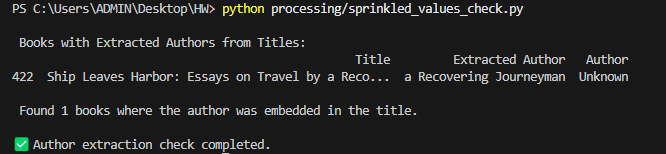 PS C:\Users\ADMIN\Desktop\HW> python processing/sprinkled_values_check.py
Books with Extracted Authors from Titles:
Title Extracted Author Author
422 Ship Leaves Harbor: Essays on Travel by a Reco... a Recovering Journeyman Unknown
Found 1 books where the author was embedded in the title.
✅ Author extraction check completed.